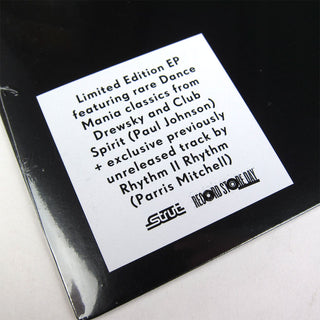 Limited Edition EP
featuring rare Dance
Mania classics from
Drewsky and Club
Spirit (Paul Johnson)
+ exclusive previously
unreleased track by
Rhythm II Rhythm
(Parris Mitchell)
Strut RECORD STORE DAY